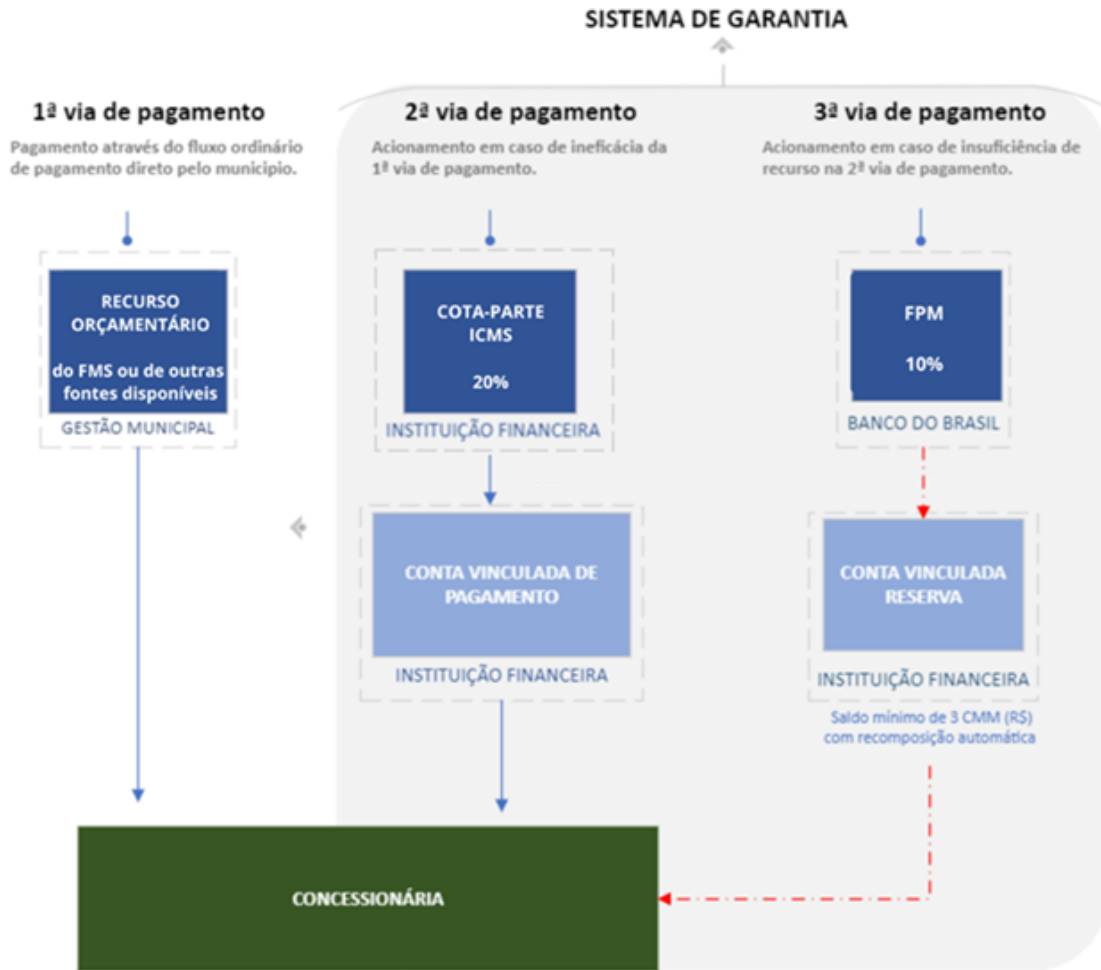 SISTEMA DE GARANTIA
1ª via de pagamento
Pagamento através do fluxo ordinário
de pagamento direto pelo municipio.
2ª via de pagamento
Acionamento em caso de ineficácia da
1ª via de pagamento.
3ª via de pagamento
Acionamento em caso de insuficiência de
recurso na 2ª via de pagamento.
RECURSO
ORÇAMENTÁRIO
do FMS ou de outras
fontes disponíveis
GESTÃO MUNICIPAL
COTA-PARTE
ICMS
20%
INSTITUIÇÃO FINANCEIRA
FPM
10%
BANCO DO BRASIL
CONTA VINCULADA DE
PAGAMENTO
INSTITUIÇÃO FINANCEIRA
CONTA VINCULADA
RESERVA
INSTITUIÇÃO FINANCEIRA
Saldo mínimo de 3 CMM (R$)
com recomposição automática
CONCESSIONÁRIA